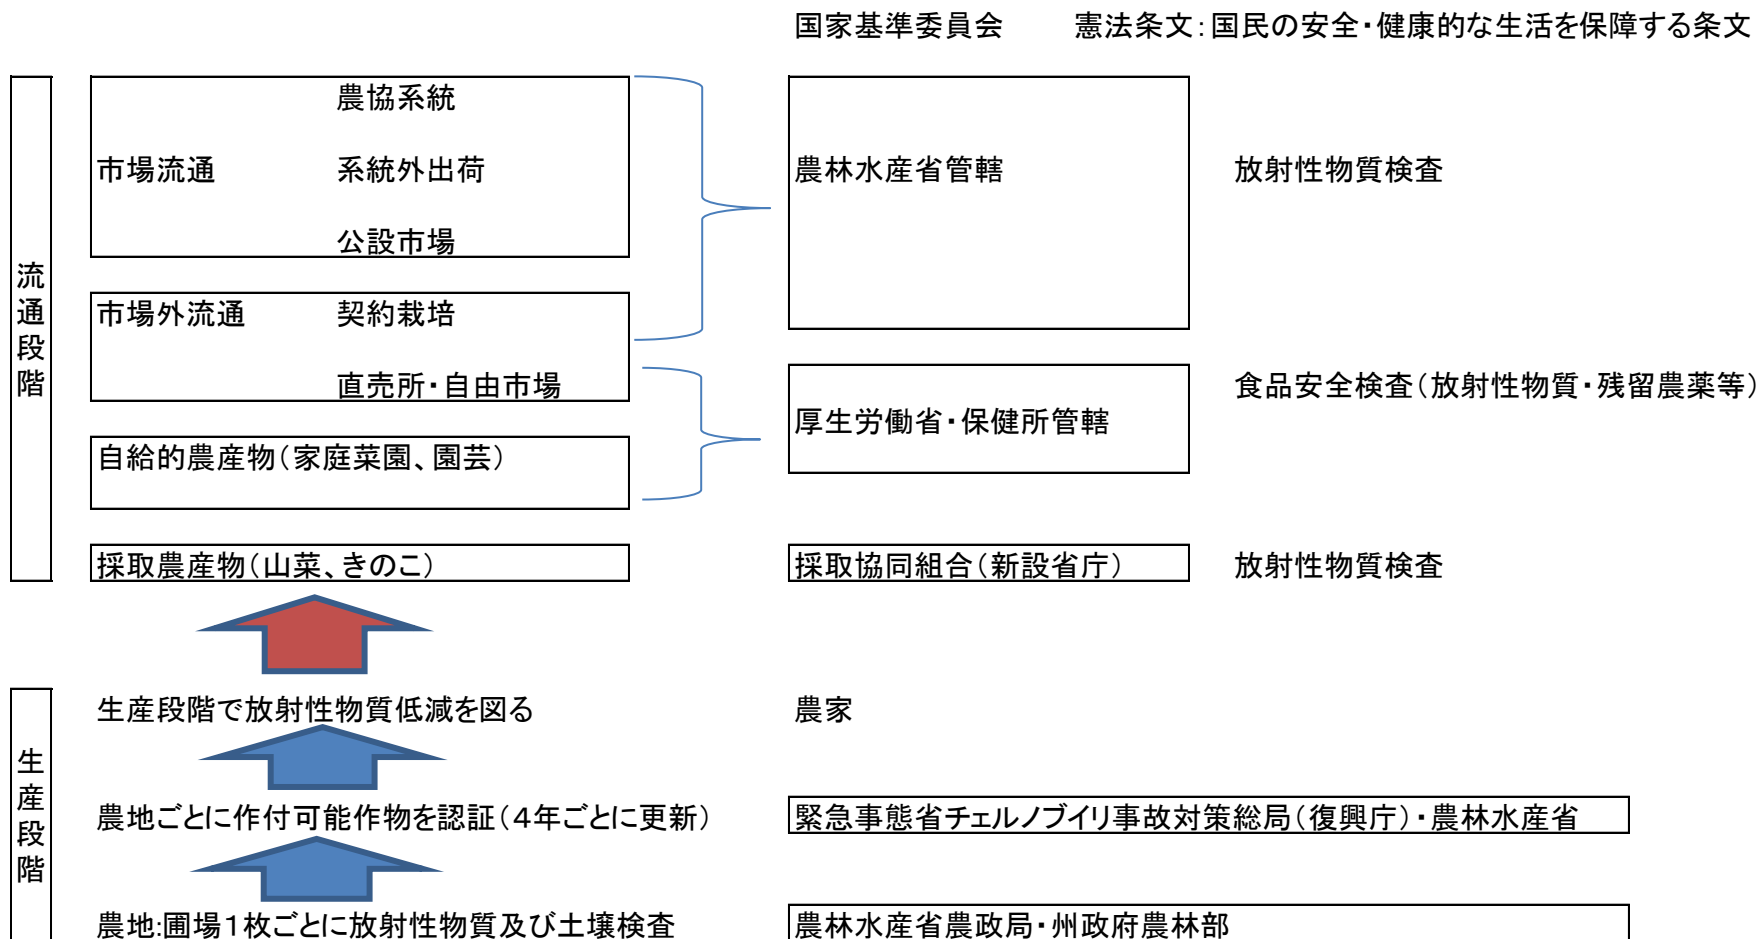 国家基準委員会 憲法条文：国民の安全・健康的な生活を保障する条文
流通段階
農協系統
市場流通 系統外出荷 農林水産省管轄 放射性物質検査
公設市場
市場外流通 契約栽培
直売所・自由市場 食品安全検査（放射性物質・残留農薬等）
厚生労働省・保健所管轄
自給的農産物（家庭菜園、園芸）
採取農産物（山菜、きのこ） 採取協同組合（新設省庁） 放射性物質検査
生産段階
生産段階で放射性物質低減を図る 農家
農地ごとに作付可能作物を認証（４年ごとに更新） 緊急事態省チェルノブイリ事故対策総局（復興庁）・農林水産省
農地:圃場１枚ごとに放射性物質及び土壌検査 農林水産省農政局・州政府農林部